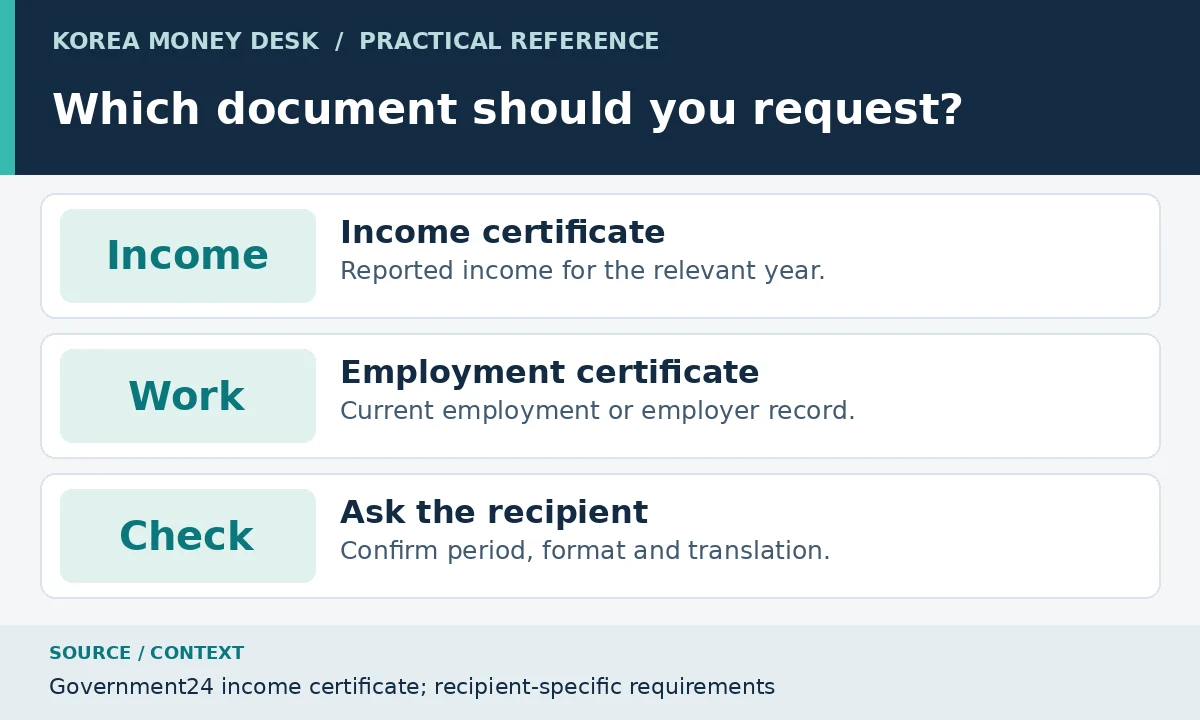 KOREA MONEY DESK / PRACTICAL REFERENCE
Which document should you request?
Income
Income certificate
Reported income for the relevant year.
Work
Employment certificate
Current employment or employer record.
Check
Ask the recipient
Confirm period, format and translation.
SOURCE / CONTEXT
Government24 income certificate; recipient-specific requirements